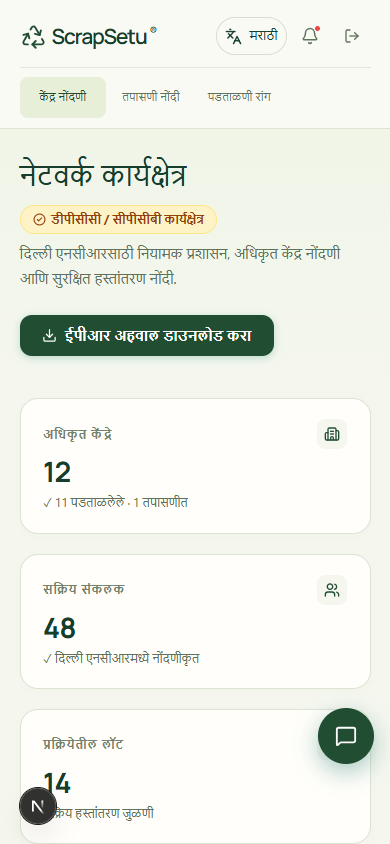 ScrapSetu®
मराठी
केंद्र नोंदणी
तपासणी नोंदी
पडताळणी रांग
नेटवर्क कार्यक्षेत्र
डीपीसीसी / सीपीसीबी कार्यक्षेत्र
दिल्ली एनसीआरसाठी नियामक प्रशासन, अधिकृत केंद्र नोंदणी
आणि सुरक्षित हस्तांतरण नोंदी.
ईपीआर अहवाल डाउनलोड करा
अधिकृत केंद्रे
12
✓ 11 पडताळलेले · 1 तपासणीत
सक्रिय संकलक
48
✓ दिल्ली एनसीआरमध्ये नोंदणीकृत
प्रक्रियेतील लॉट
14
हस्तांतरण जुळणी
N